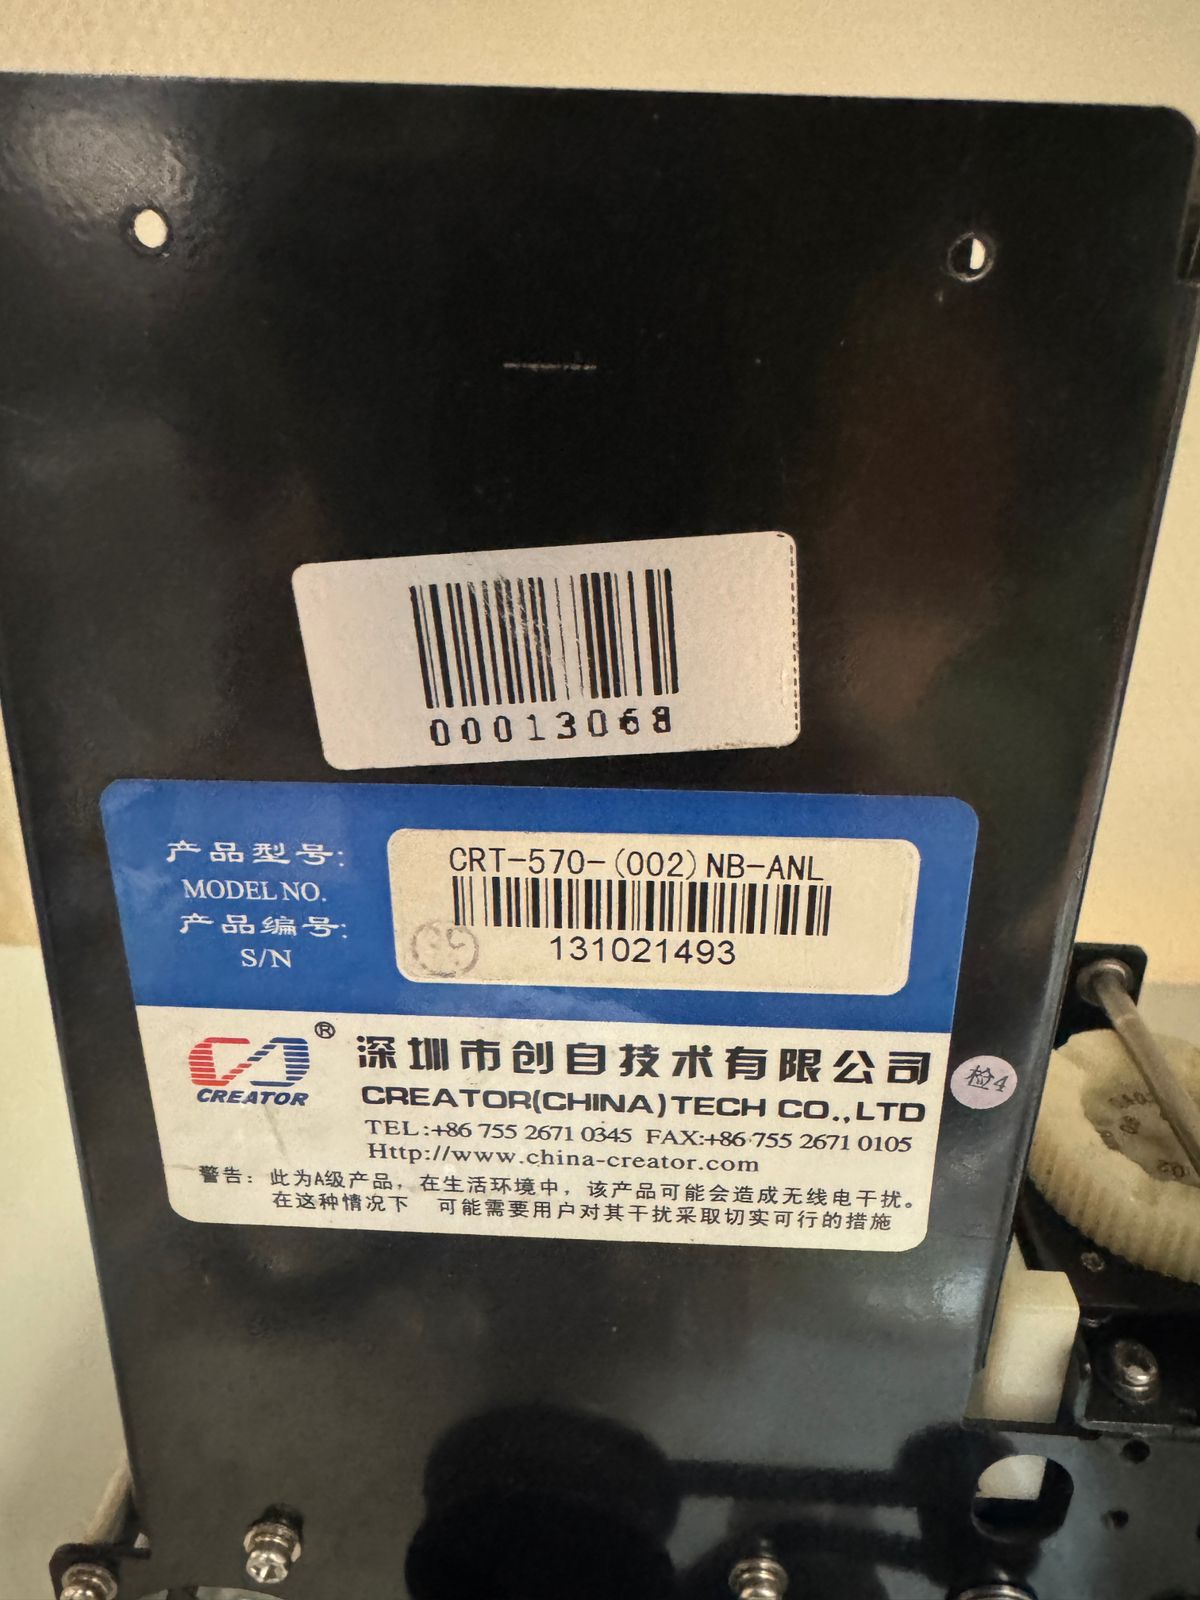 00013068
产品型号:
MODEL NO.
CRT-570-(002)NB-ANL
产品编号:
S/N
131021493
®
CREATOR
深圳市创自技术有限公司
CREATOR(CHINA)TECH CO.,LTD
TEL:+86 755 2671 0345 FAX:+86 755 2671 0105
Http://www.china-creator.com
警告: 此为A级产品,在生活环境中,该产品可能会造成无线电干扰。
在这种情况下 可能需要用户对其干扰采取切实可行的措施
检4